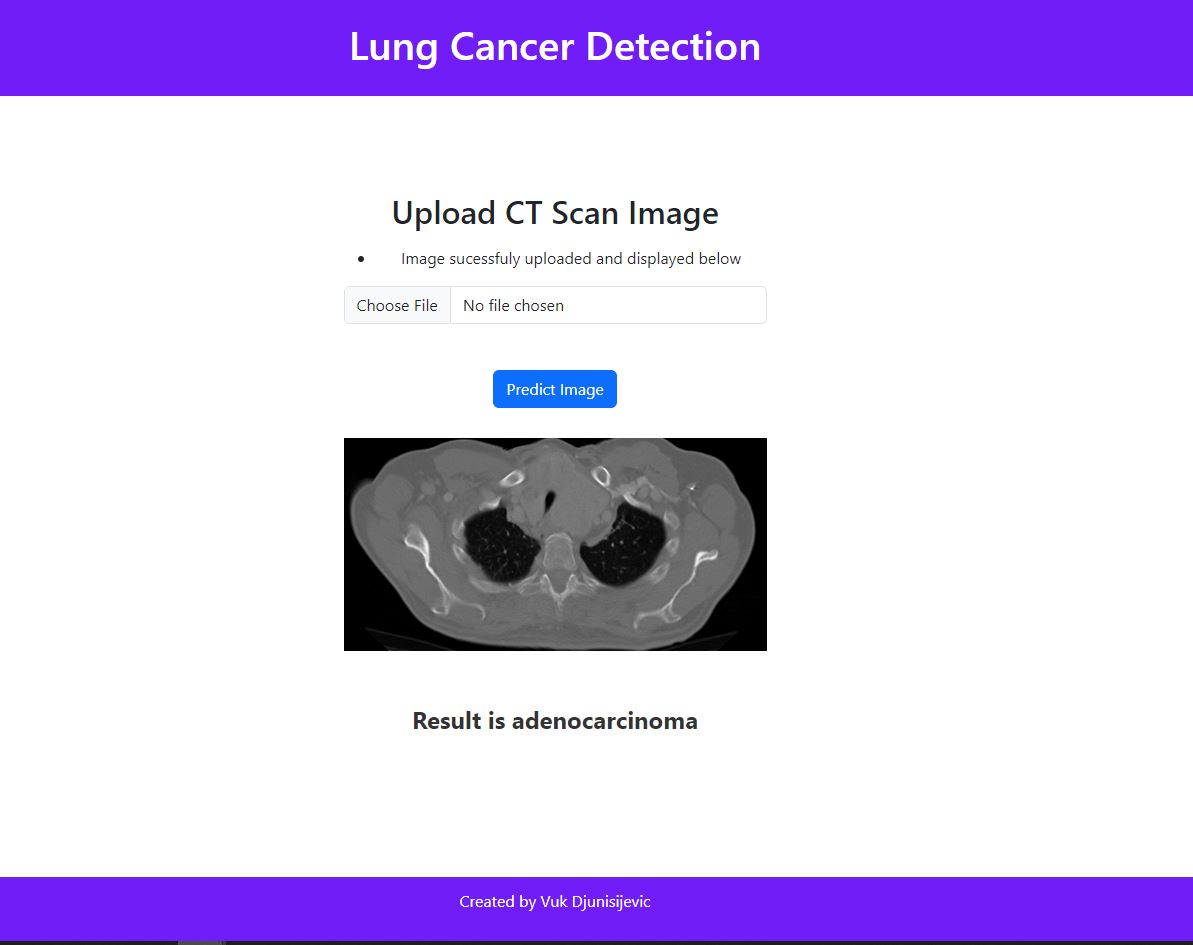 Lung Cancer Detection
Upload CT Scan Image
• Image sucessfuly uploaded and displayed below
Choose File No file chosen
Predict Image
Result is adenocarcinoma
Created by Vuk Djunisijevic